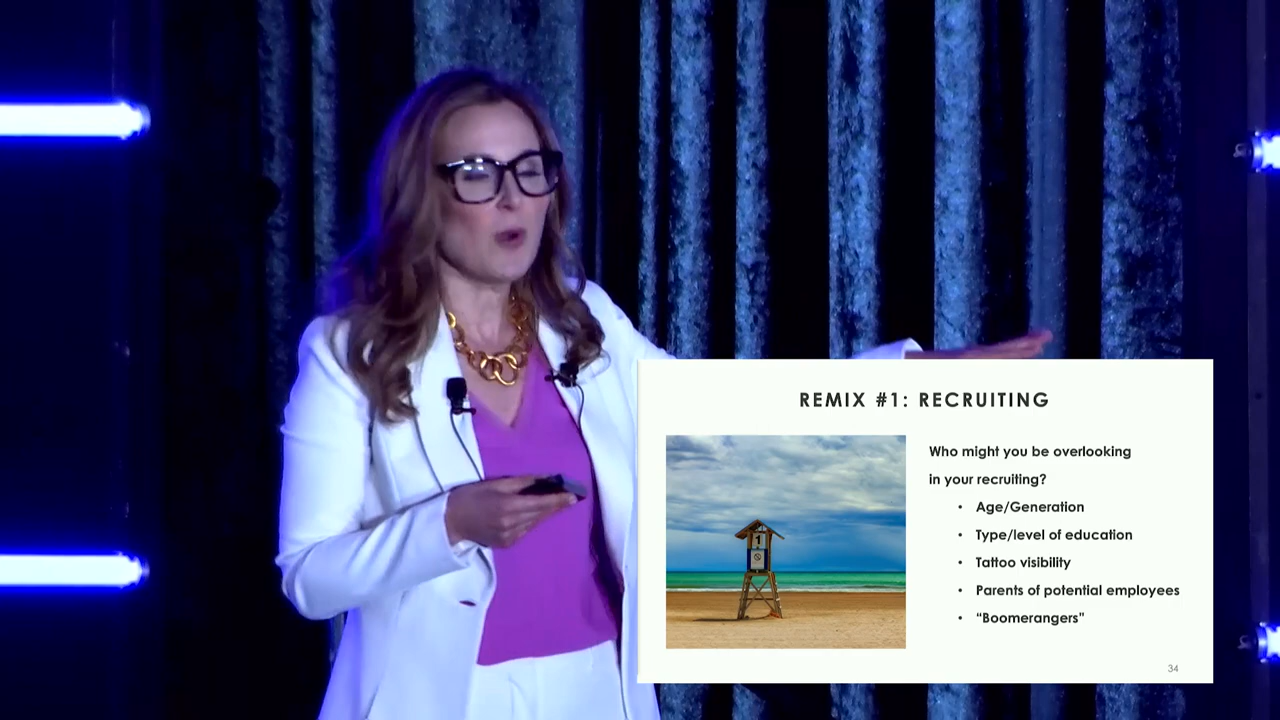 REMIX #1: RECRUITING
Who might you be overlooking
in your recruiting?
• Age/Generation
• Type/level of education
• Tattoo visibility
• Parents of potential employees
• “Boomerangers”
1
34